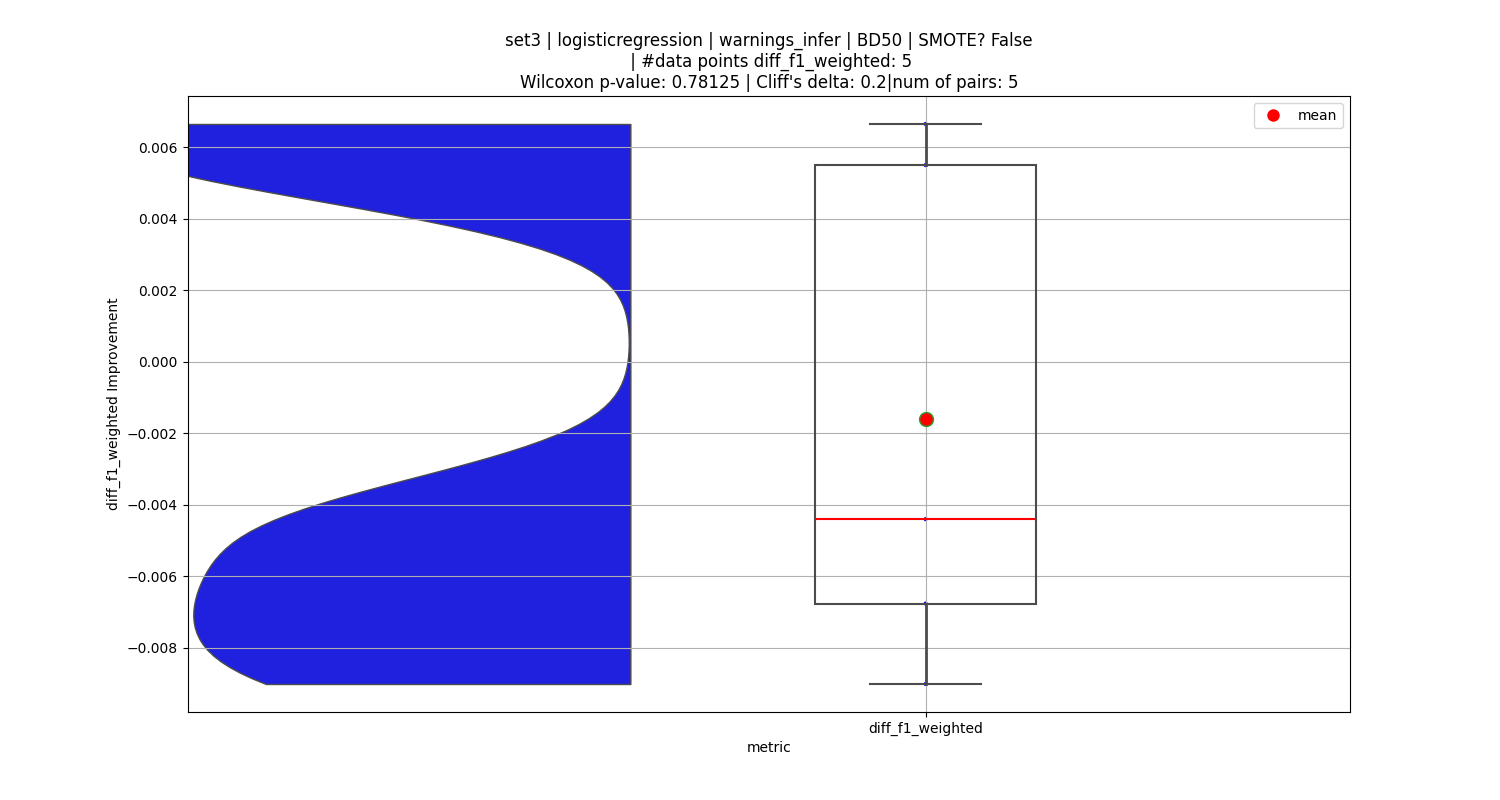 set3 | logisticregression | warnings_infer | BD50 | SMOTE? False
| #data points diff_f1_weighted: 5
Wilcoxon p-value: 0.78125 | Cliff's delta: 0.2|num of pairs: 5
mean
0.006
0.004
0.002
0.000
−0.002
−0.004
−0.006
−0.008
diff_f1_weighted Improvement
diff_f1_weighted
metric